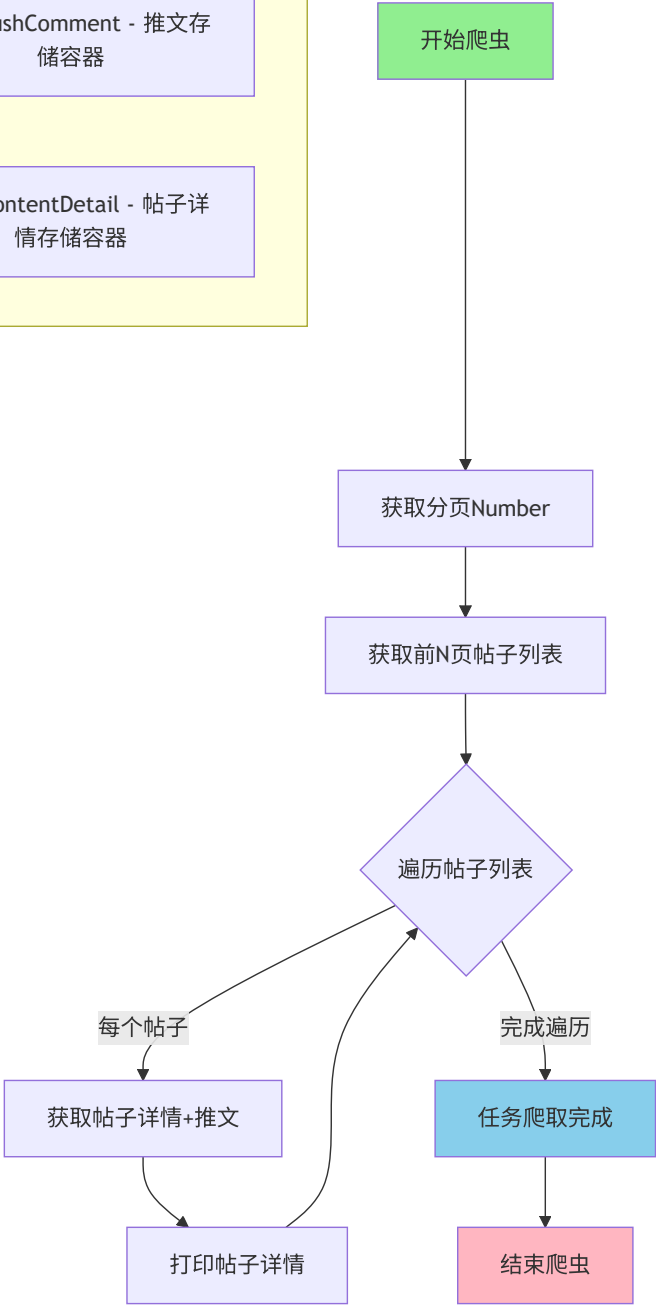 shComment - 推文存
储容器
ontentDetail - 帖子详
情存储容器
开始爬虫
获取分页Number
获取前N页帖子列表
遍历帖子列表
每个帖子
完成遍历
获取帖子详情+推文
任务爬取完成
打印帖子详情
结束爬虫